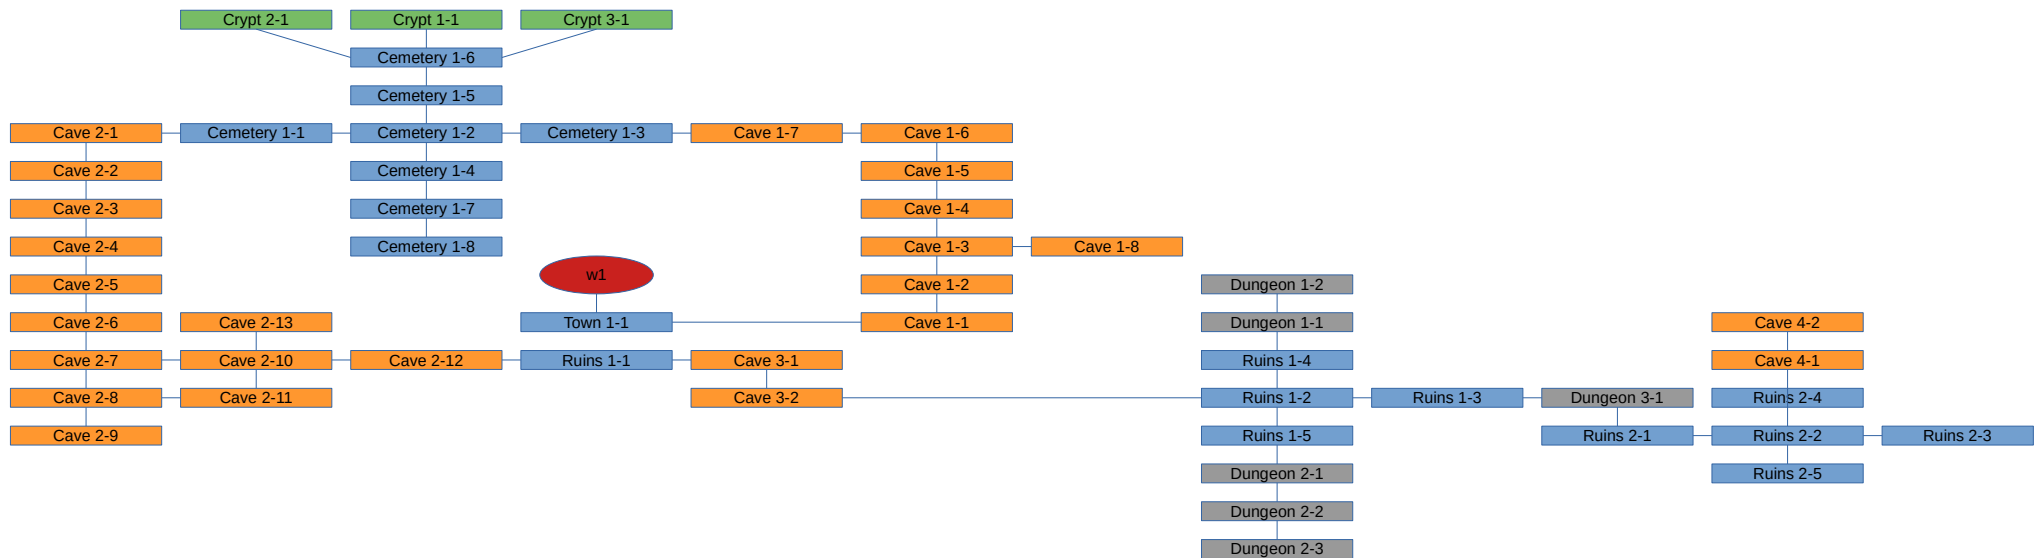 Crypt 2-1
Crypt 1-1
Crypt 3-1
Cemetery 1-6
Cemetery 1-5
Cave 2-1
Cemetery 1-1
Cemetery 1-2
Cemetery 1-3
Cave 1-7
Cave 1-6
Cave 2-2
Cemetery 1-4
Cave 1-5
Cave 2-3
Cemetery 1-7
Cave 1-4
Cave 2-4
Cemetery 1-8
Cave 1-3
Cave 1-8
w1
Cave 2-5
Cave 1-2
Dungeon 1-2
Cave 2-6
Cave 2-13
Town 1-1
Cave 1-1
Dungeon 1-1
Cave 4-2
Cave 2-7
Cave 2-10
Cave 2-12
Ruins 1-1
Cave 3-1
Ruins 1-4
Cave 4-1
Cave 2-8
Cave 2-11
Cave 3-2
Ruins 1-2
Ruins 1-3
Dungeon 3-1
Ruins 2-4
Cave 2-9
Ruins 1-5
Ruins 2-1
Ruins 2-2
Ruins 2-3
Dungeon 2-1
Ruins 2-5
Dungeon 2-2
Dungeon 2-3